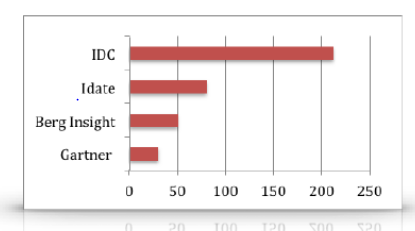 IDC
Idate
Berg Insight
Gartner
0 50 100 150 200 250